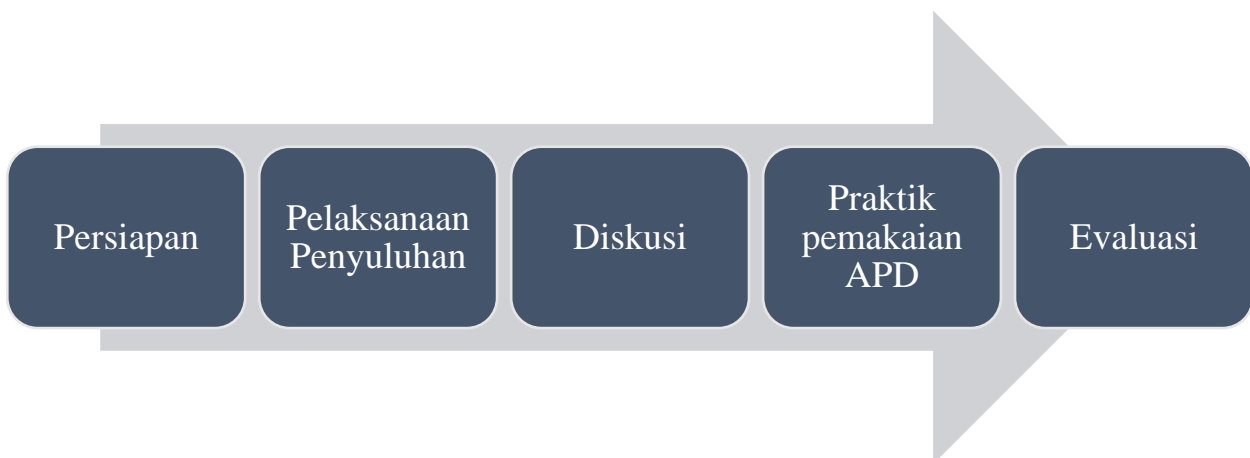 Persiapan
Pelaksanaan
Penyuluhan
Diskusi
Praktik
pemakaian
APD
Evaluasi